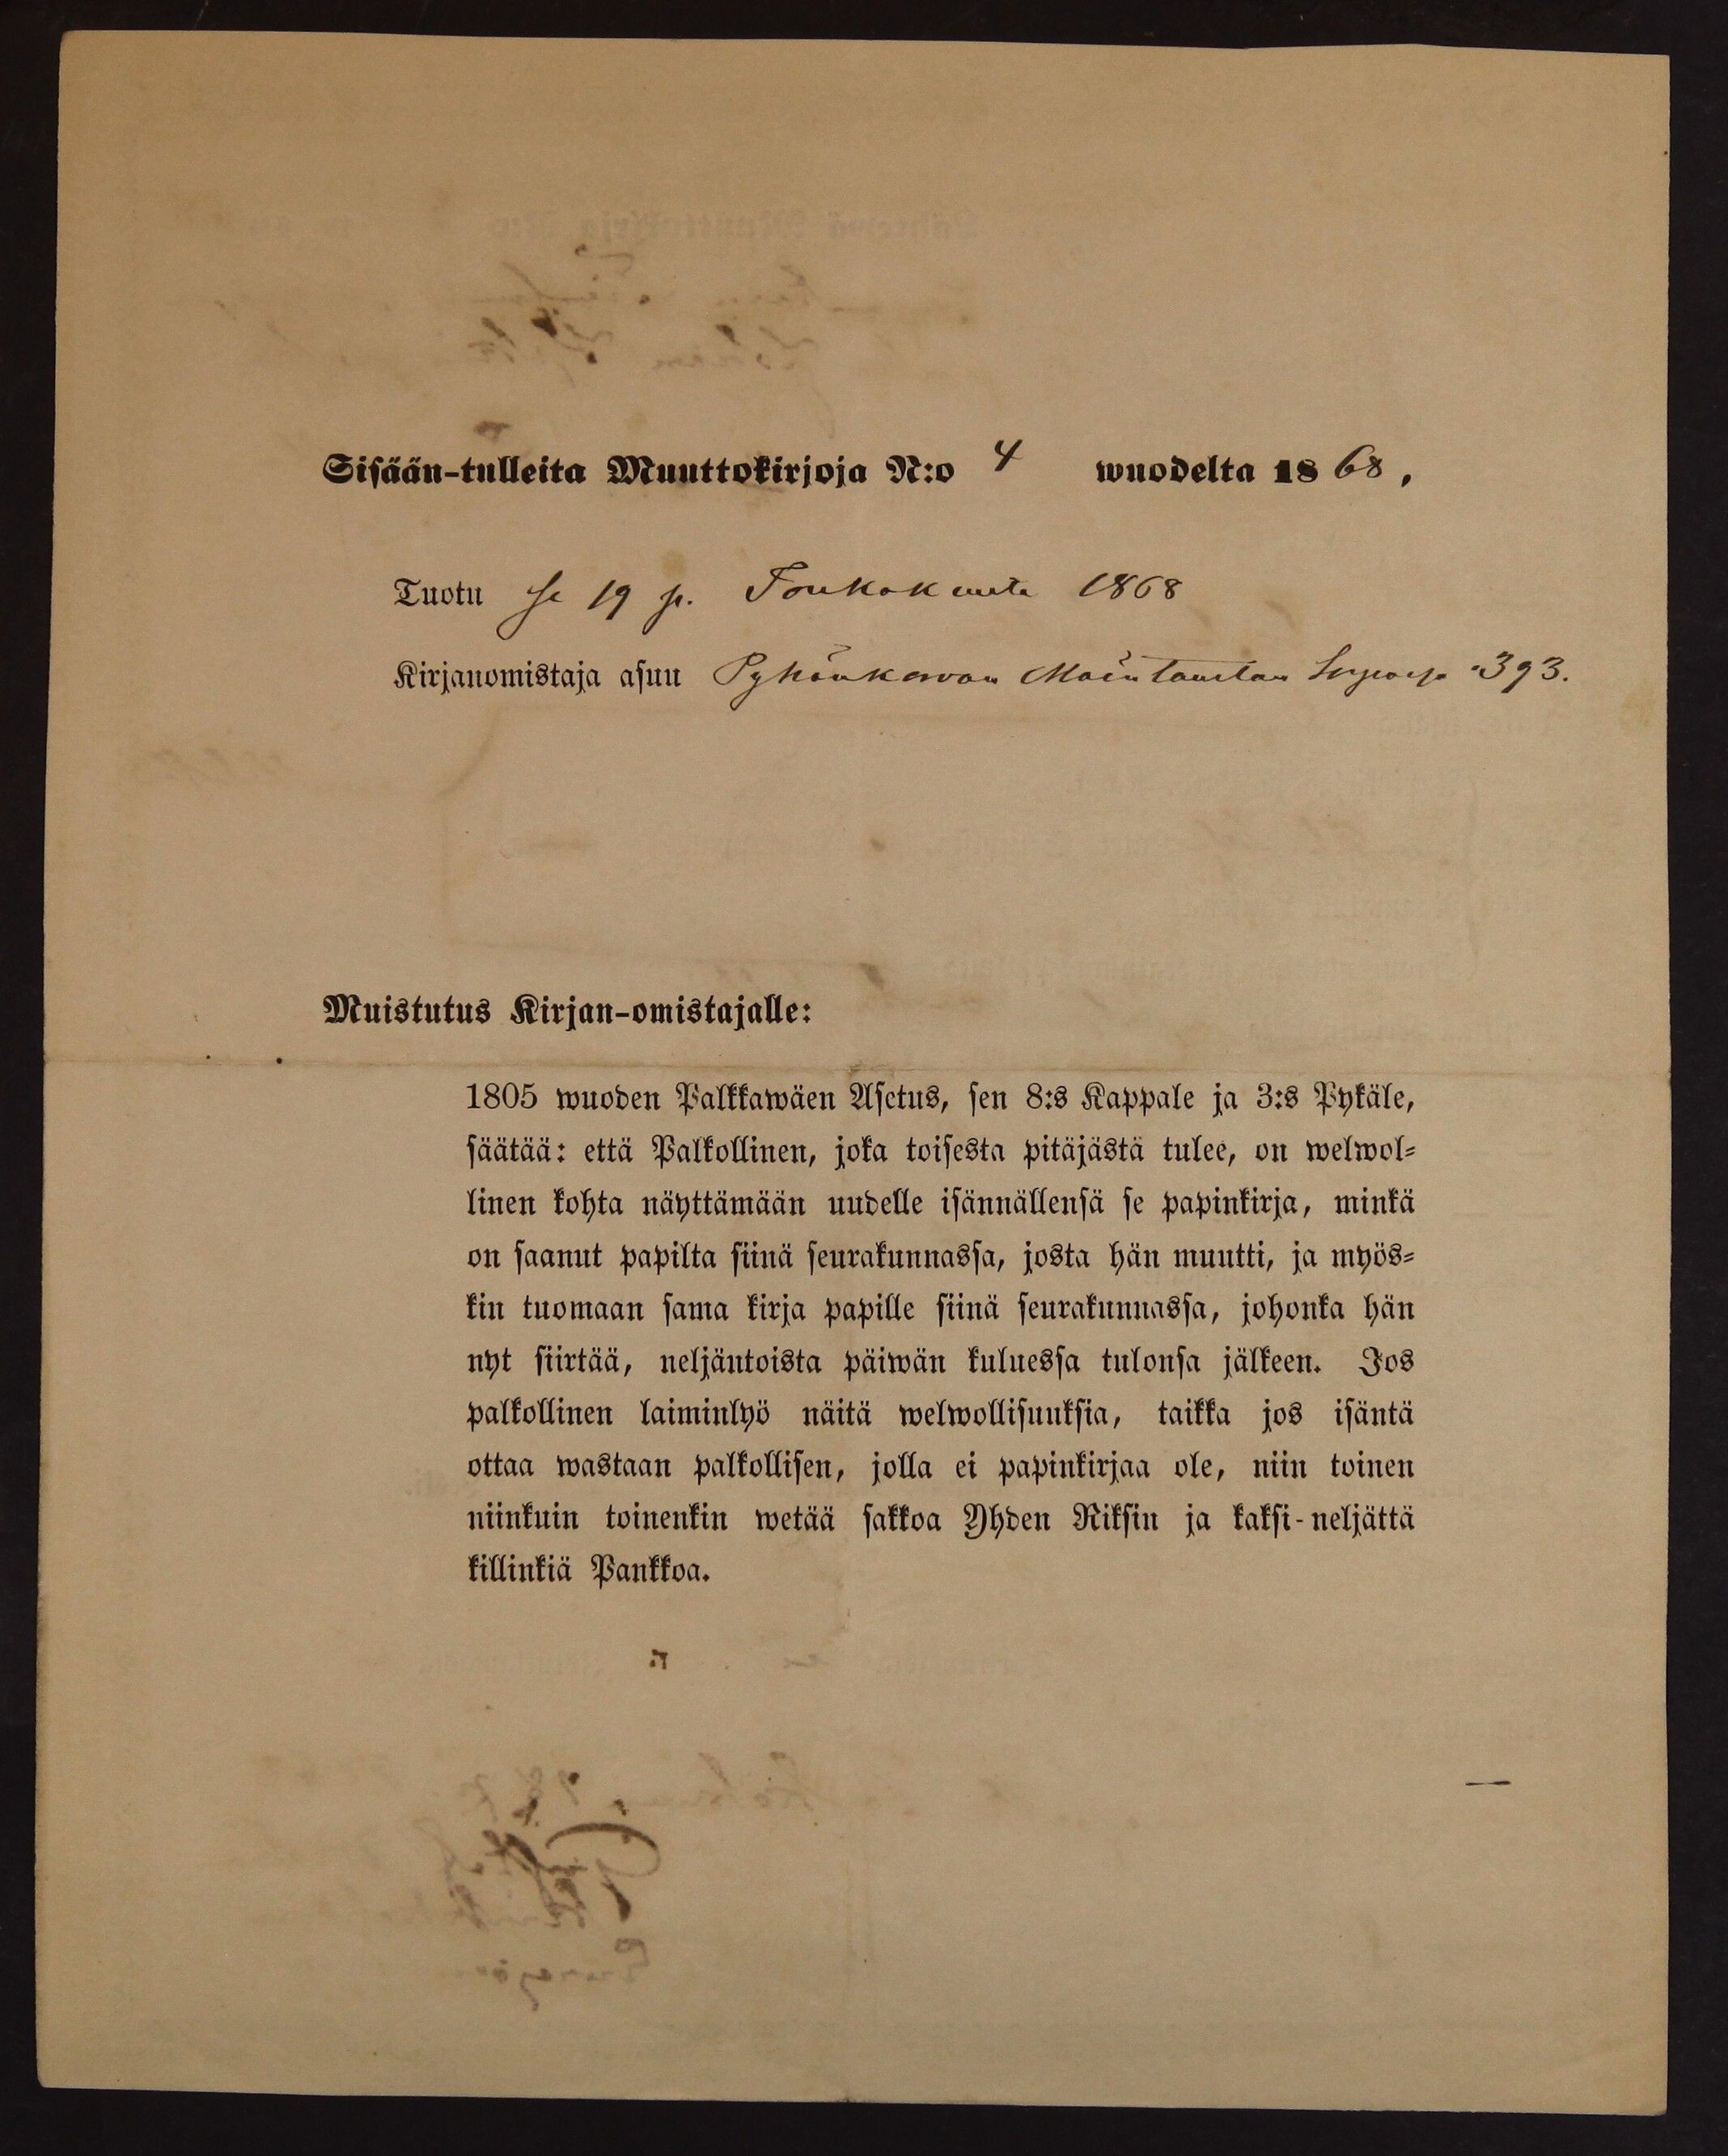 Sisään-tulleita Muuttokirjoja N:o 4 wuodelta 1868,
Tuotu se 19 p. Toukokuuta 1868
Kirjanomistaja asuu 393.
Muistutus Kirjan-omistajalle:
1805 wuoden Palkkawäen Asetus, sen 8:s Kappale ja 3:s Pykäle,
säätää: että Palkollinen, joka toisesta pitäjästä tulee, on welwol-
linen kohta näyttämään uudelle isännällensä se papinkirja, minkä
on saanut papilta siinä seurakunnassa, josta hän muutti, ja myös-
kin tuomaan sama kirja papille siinä seurakunnassa, johonka hän
nyt siirtää, neljäntoista päiwän kuluessa tulonsa jälkeen. Jos
palkollinen laiminlyö näitä welwollisuuksia, taikka jos isäntä
ottaa wastaan palkollisen, jolla ei papinkirjaa ole, niin toinen
niinkuin toinenkin wetää sakkoa Yhden Riksin ja kaksi-neljättä
killinkiä Pankkoa.